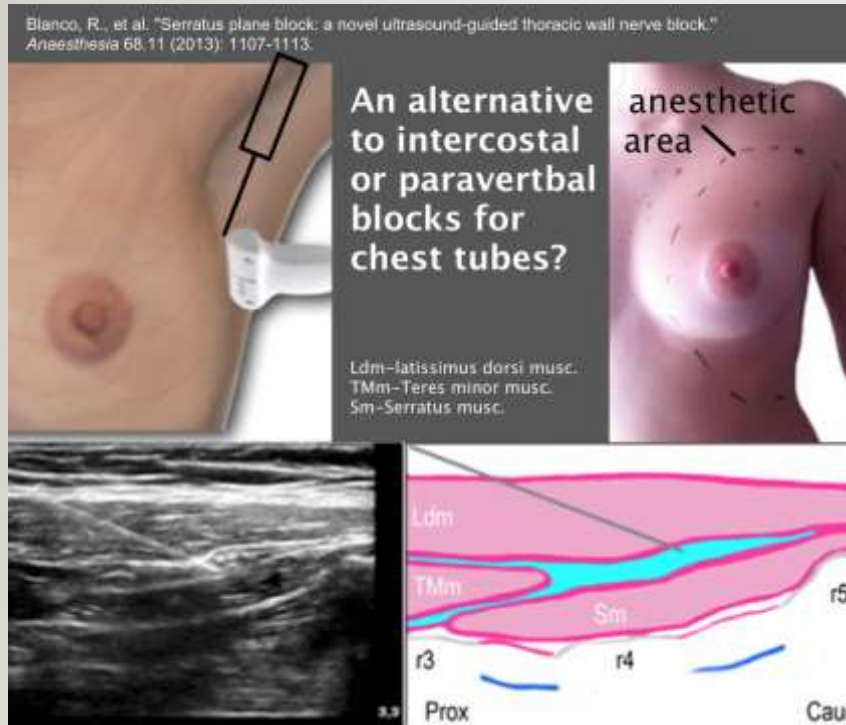 Blanco, R., et al. "Serratus plane block: a novel ultrasound-guided thoracic wall nerve block."
Anaesthesia 68.11 (2013): 1107-1113.
An alternative
to intercostal
or paravertbal
blocks for
chest tubes?
anesthetic
area
Ldm-latissimus dorsi musc.
TMm-Teres minor musc.
Sm-Serratus musc.
Ldm
TMm
Sm
r5
r3
r4
3.3
Prox
Cau